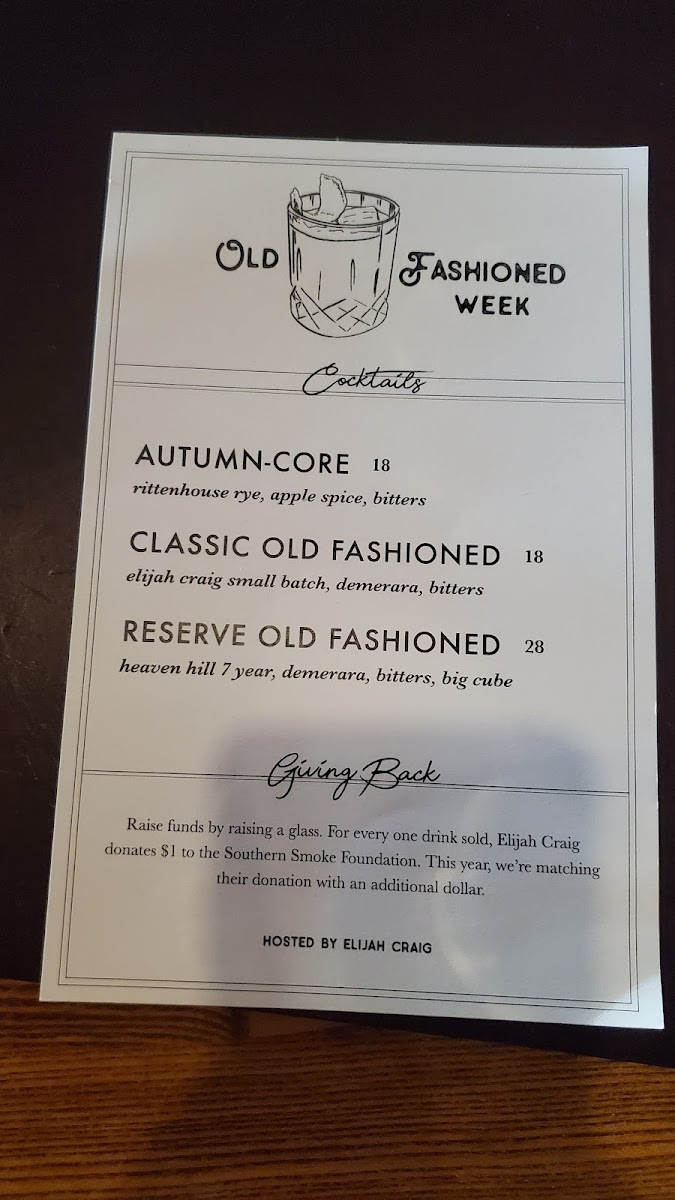 Old Fashioned
Week
Cocktails
AUTUMN-CORE 18
rittenhouse rye, apple spice, bitters
CLASSIC OLD FASHIONED 18
elijah craig small batch, demerara, bitters
RESERVE OLD FASHIONED 28
heaven hill 7 year, demerara, bitters, big cube
Giving Back
Raise funds by raising a glass. For every one drink sold, Elijah Craig
donates $1 to the Southern Smoke Foundation. This year, we're matching
their donation with an additional dollar.
HOSTED BY ELIJAH CRAIG